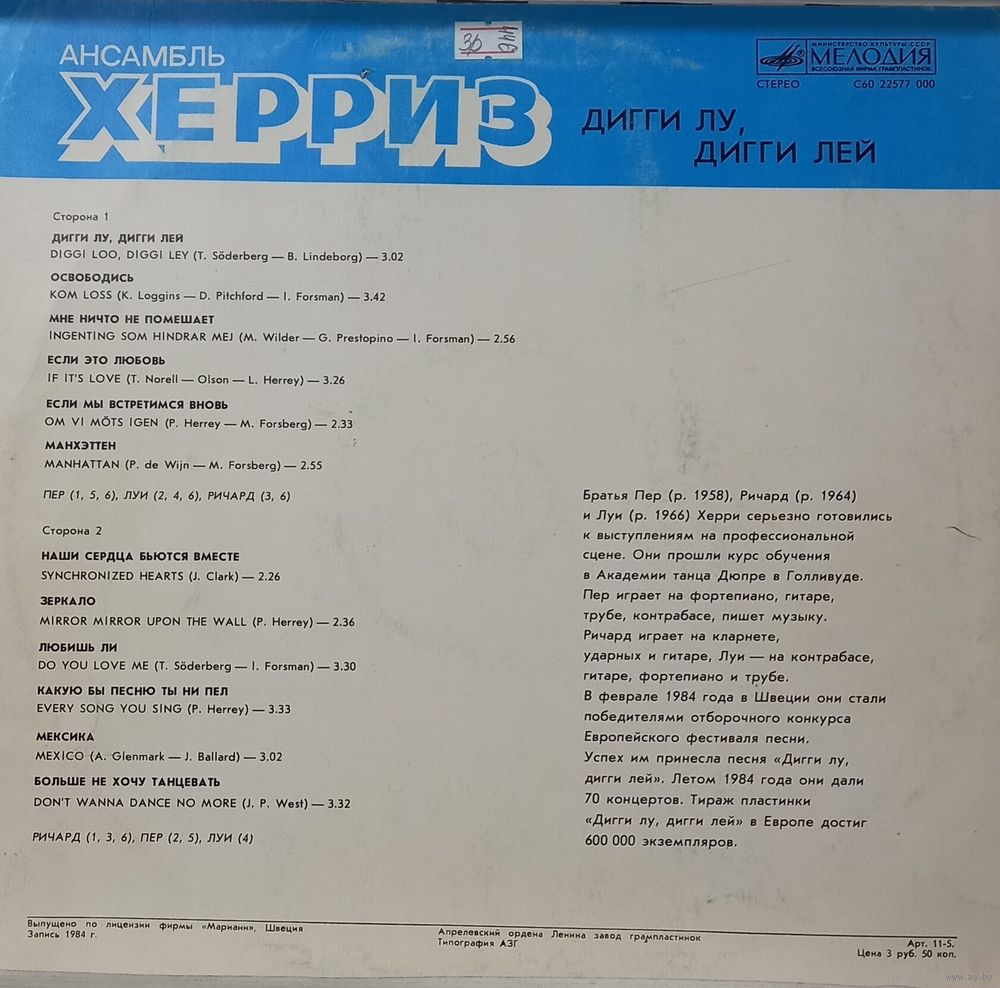 зь 440
АНСАМБЛЬ
ХЕРРИЗ
ДИГГИ ЛУ,
ДИГГИ ЛЕЙ
МИНИСТЕРСТВО КУЛЬТУРЫ СССР
МЕЛОДИЯ
ВСЕСОЮЗНАЯ ФИРМА ГРАМПЛАСТИНОК
СТЕРЕО С60 22577 000
Сторона 1
ДИГГИ ЛУ, ДИГГИ ЛЕЙ
DIGGI LOO, DIGGI LEY (T. Söderberg — B. Lindeborg) — 3.02
ОСВОБОДИСЬ
KOM LOSS (K. Loggins — D. Pitchford — I. Forsman) — 3.42
МНЕ НИЧТО НЕ ПОМЕШАЕТ
INGENTING SOM HINDRAR MEJ (M. Wilder — G. Prestopino — I. Forsman) — 2.56
ЕСЛИ ЭТО ЛЮБОВЬ
IF IT'S LOVE (T. Norell — Olson — L. Herrey) — 3.26
ЕСЛИ МЫ ВСТРЕТИМСЯ ВНОВЬ
OM VI MÖTS IGEN (P. Herrey — M. Forsberg) — 2.33
МАНХЭТТЕН
MANHATTAN (P. de Wijn — M. Forsberg) — 2.55
ПЕР (1, 5, 6), ЛУИ (2, 4, 6), РИЧАРД (3, 6)
Сторона 2
НАШИ СЕРДЦА БЬЮТСЯ ВМЕСТЕ
SYNCHRONIZED HEARTS (J. Clark) — 2.26
ЗЕРКАЛО
MIRROR MIRROR UPON THE WALL (P. Herrey) — 2.36
ЛЮБИШЬ ЛИ
DO YOU LOVE ME (T. Söderberg — I. Forsman) — 3.30
КАКУЮ БЫ ПЕСНЮ ТЫ НИ ПЕЛ
EVERY SONG YOU SING (P. Herrey) — 3.33
МЕКСИКА
MEXICO (A. Glenmark — J. Ballard) — 3.02
БОЛЬШЕ НЕ ХОЧУ ТАНЦЕВАТЬ
DON'T WANNA DANCE NO MORE (J. P. West) — 3.32
РИЧАРД (1, 3, 6), ПЕР (2, 5), ЛУИ (4)
Братья Пер (р. 1958), Ричард (р. 1964)
и Луи (р. 1966) Херри серьезно готовились
к выступлениям на профессиональной
сцене. Они прошли курс обучения
в Академии танца Дюпре в Голливуде.
Пер играет на фортепиано, гитаре,
трубе, контрабасе, пишет музыку.
Ричард играет на кларнете,
ударных и гитаре, Луи — на контрабасе,
гитаре, фортепиано и трубе.
В феврале 1984 года в Швеции они стали
победителями отборочного конкурса
Европейского фестиваля песни.
Успех им принесла песня «Дигги лу,
дигги лей». Летом 1984 года они дали
70 концертов. Тираж пластинки
«Дигги лу, дигги лей» в Европе достиг
600 000 экземпляров.
Выпущено по лицензии фирмы «Марианн», Швеция
Запись 1984 г.
Апрелевский ордена Ленина завод грампластинок
Типография АЗГ
Арт. 11-5.
Цена 3 руб. 50 коп.
www.ay.by